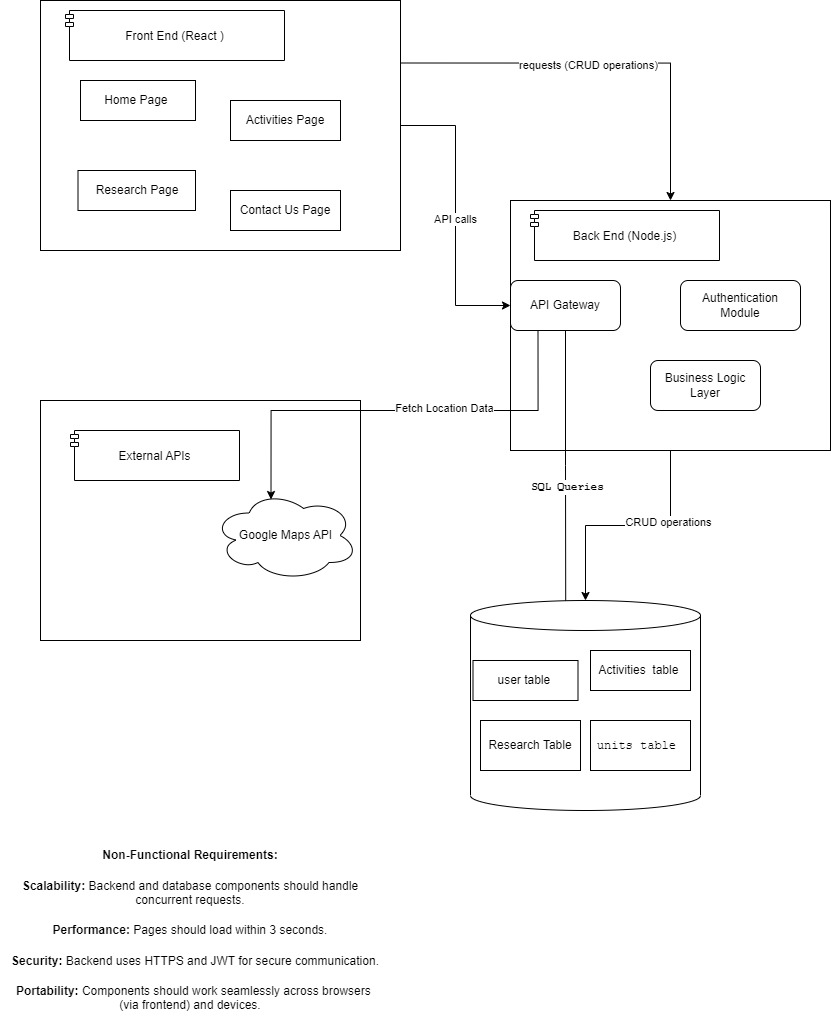 Front End (React )
requests (CRUD operations)
Home Page
Activities Page
Research Page
Contact Us Page
API calls
Back End (Node.js)
API Gateway
Authentication
Module
Business Logic
Layer
Fetch Location Data
External APIs
Google Maps API
SQL Queries
CRUD operations
user table
Activities  table
Research Table
units table
Non-Functional Requirements:
Scalability: Backend and database components should handle
concurrent requests.
Performance: Pages should load within 3 seconds.
Security: Backend uses HTTPS and JWT for secure communication.
Portability: Components should work seamlessly across browsers
(via frontend) and devices.